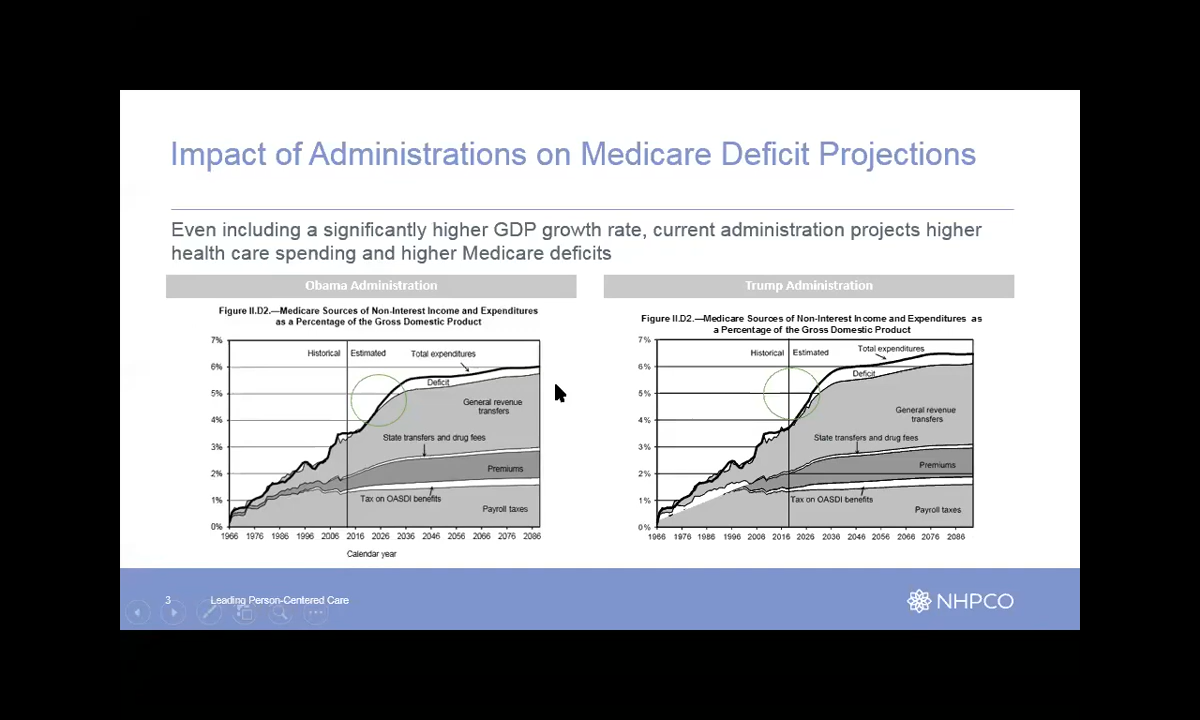 Impact of Administrations on Medicare Deficit Projections
Even including a significantly higher GDP growth rate, current administration projects higher
health care spending and higher Medicare deficits
Obama Administration
Figure II.D2.—Medicare Sources of Non-Interest Income and Expenditures
as a Percentage of the Gross Domestic Product
7%
6%
5%
4%
3%
2%
1%
0%
Historical
Estimated
Total expenditures
Deficit
General revenue
transfers
State transfers and drug fees
Premiums
Tax on OASDI benefits
Payroll taxes
1966 1976 1986 1996 2006 2016 2026 2036 2046 2056 2066 2076 2086
Calendar year
Trump Administration
Figure II.D2.—Medicare Sources of Non-Interest Income and Expenditures as
a Percentage of the Gross Domestic Product
7%
6%
5%
4%
3%
2%
1%
0%
Historical
Estimated
Total expenditures
Deficit
General revenue
transfers
State transfers and drug fees
Premiums
Tax on OASDI benefits
Payroll taxes
1966 1976 1986 1996 2006 2016 2026 2036 2046 2056 2066 2076 2086
3
Leading Person-Centered Care
NHPCO